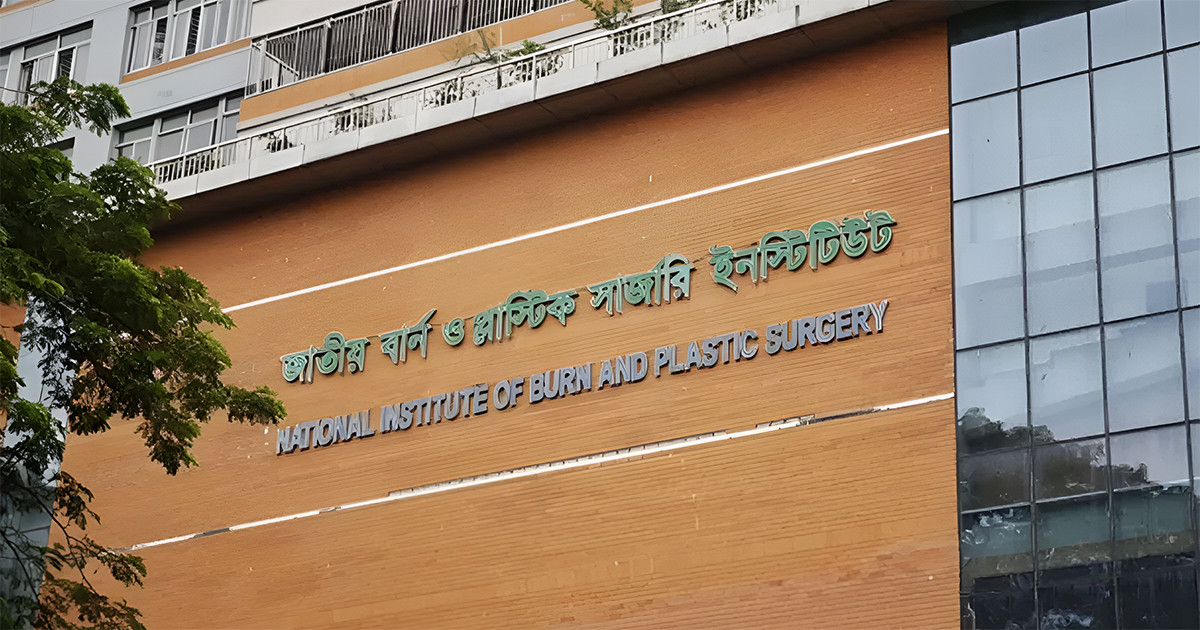 জাতীয় বার্ন ও প্লাস্টিক সার্জারি ইনস্টিটিউট
NATIONAL INSTITUTE OF BURN AND PLASTIC SURGERY